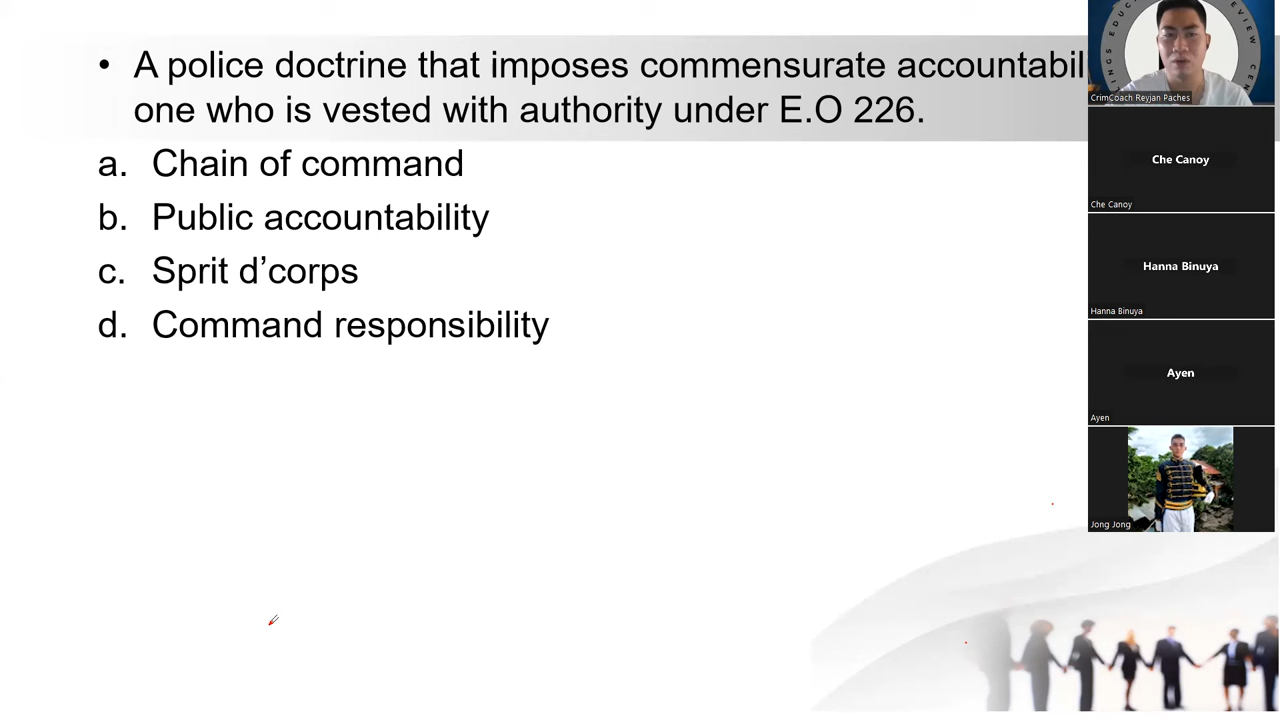 • A police doctrine that imposes commensurate accountabil
one who is vested with authority under E.O 226.
a. Chain of command
b. Public accountability
c. Sprit d’corps
d. Command responsibility
CrimCoach Reyjan Paches
Che Canoy
Che Canoy
Hanna Binuya
Hanna Binuya
Ayen
Ayen
Jong Jong